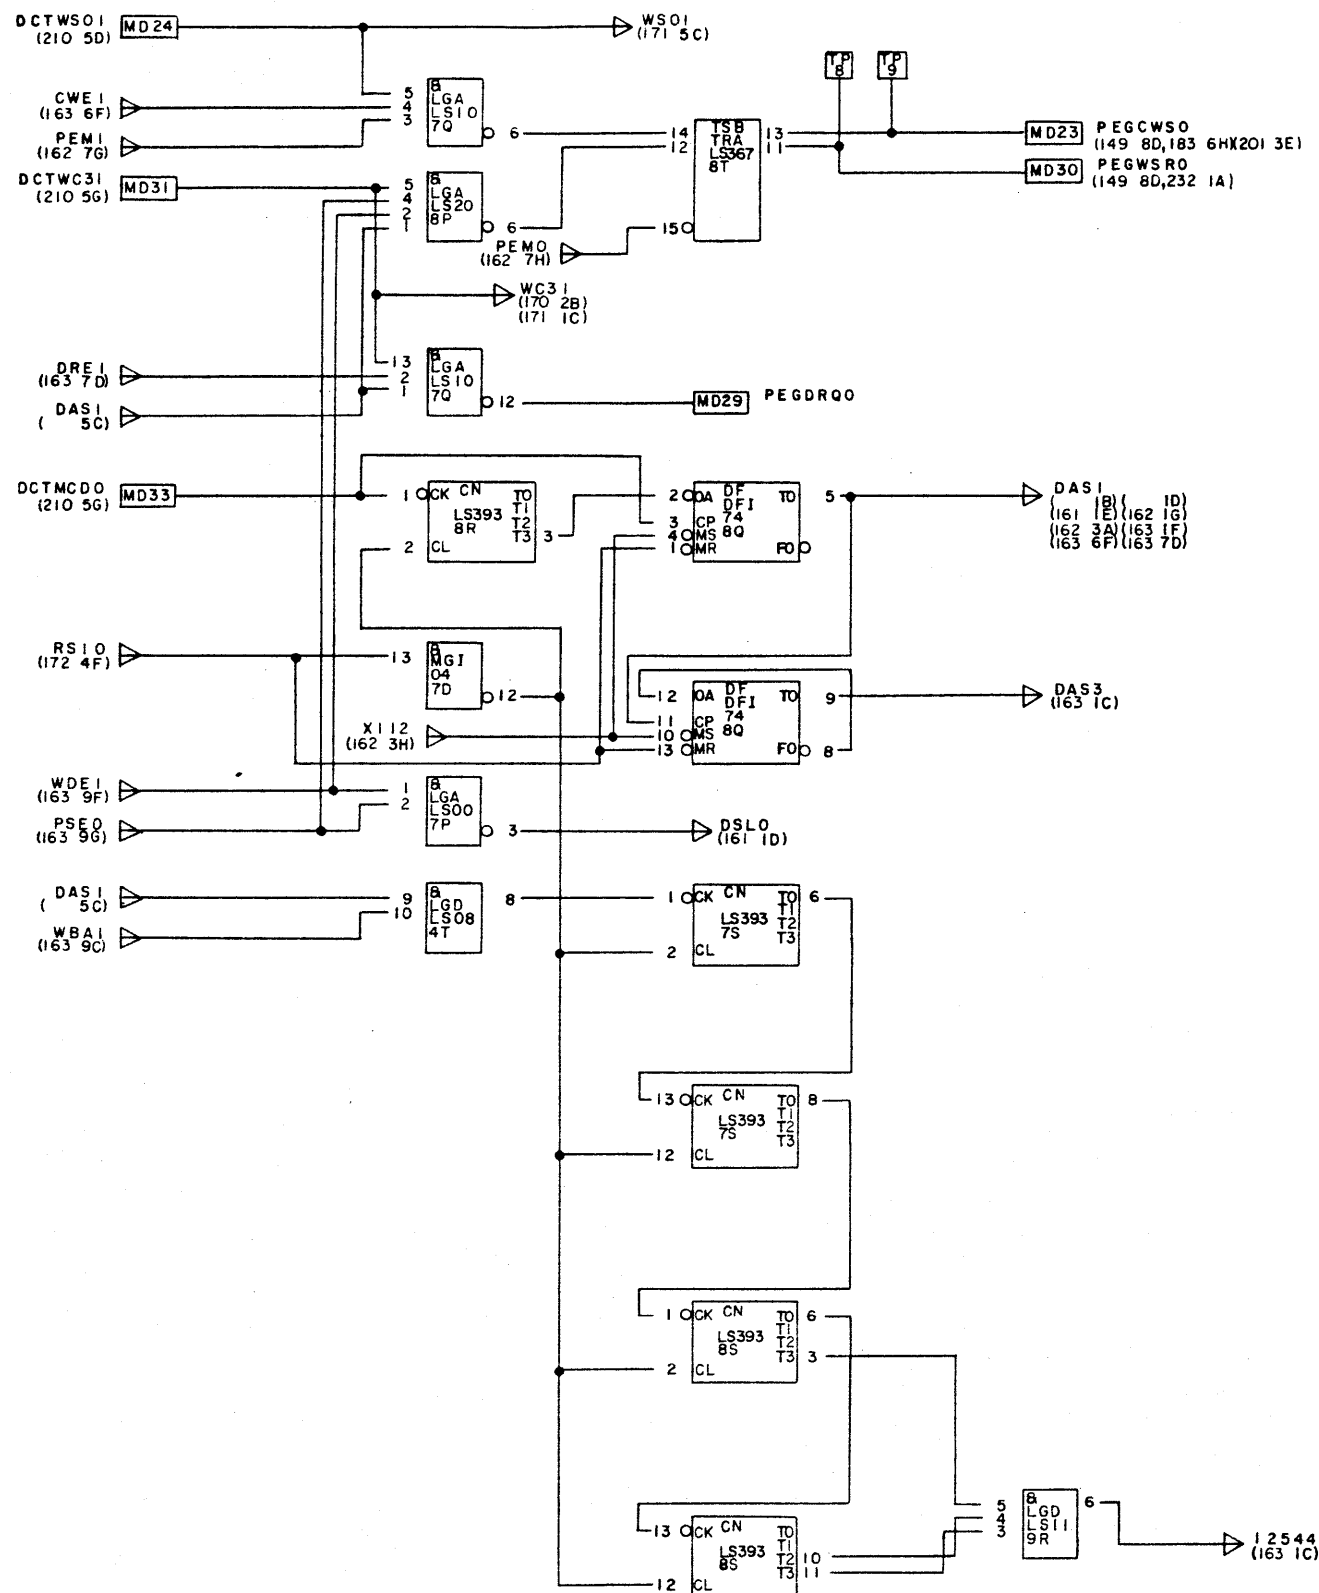 DCTWS01
(210 5D)
MD24
WS01
(171 5C)
TP
8
TP
9
CWE1
(163 6F)
PEM1
(162 7G)
5
4
3
&
LGA
LS10
7Q
6
14
12
TSB
TRA
LS367
8T
13
11
15
MD23
PEGCWS0
(149 8D,183 6H)(201 3E)
MD30
PEGWSR0
(149 8D,232 1A)
DCTWC31
(210 5G)
MD31
5
4
2
1
&
LGA
LS20
8P
6
PEM0
(162 7H)
WC31
(170 2B)
(171 1C)
DRE1
(163 7D)
DAS1
( 5C)
13
2
1
&
LGA
LS10
7Q
12
MD29
PEGDRQ0
DCTMCD0
(210 5G)
MD33
1
CK CN T0
T1
T2
T3
LS393
8R
2
CL
3
2
3
4
1
0A DF T0
DFI
74
8Q
CP
MS
MR
F0
5
DAS1
( 1B)( 1D)
(161 1E)(162 1G)
(162 3A)(163 1F)
(163 6F)(163 7D)
RS10
(172 4F)
13
&
MGI
04
7D
12
X112
(162 3H)
12
11
10
13
0A DF T0
DFI
74
8Q
CP
MS
MR
F0
9
8
DAS3
(163 1C)
WDE1
(163 9F)
PSE0
(163 9G)
1
2
&
LGA
LS00
7P
3
DSL0
(161 1D)
DAS1
( 5C)
WBA1
(163 9C)
9
10
&
LGD
LS08
4T
8
1
CK CN T0
T1
T2
T3
LS393
7S
2
CL
6
13
CK CN T0
T1
T2
T3
LS393
7S
12
CL
8
1
CK CN T0
T1
T2
T3
LS393
8S
2
CL
6
3
13
CK CN T0
T1
T2
T3
LS393
8S
12
CL
10
11
5
4
3
&
LGD
LS11
9R
6
12544
(163 1C)